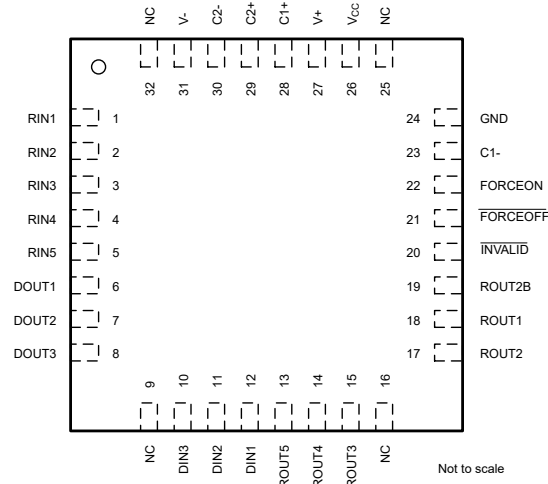 NC V- C2- C2+ C1+ V+ VCC NC
32 31 30 29 28 27 26 25
RIN1 1 24 GND
RIN2 2 23 C1-
RIN3 3 22 FORCEON
RIN4 4 21 FORCEOFF
RIN5 5 20 INVALID
DOUT1 6 19 ROUT2B
DOUT2 7 18 ROUT1
DOUT3 8 17 ROUT2
9 10 11 12 13 14 15 16
NC DIN3 DIN2 DIN1 ROUT5 ROUT4 ROUT3 NC
Not to scale